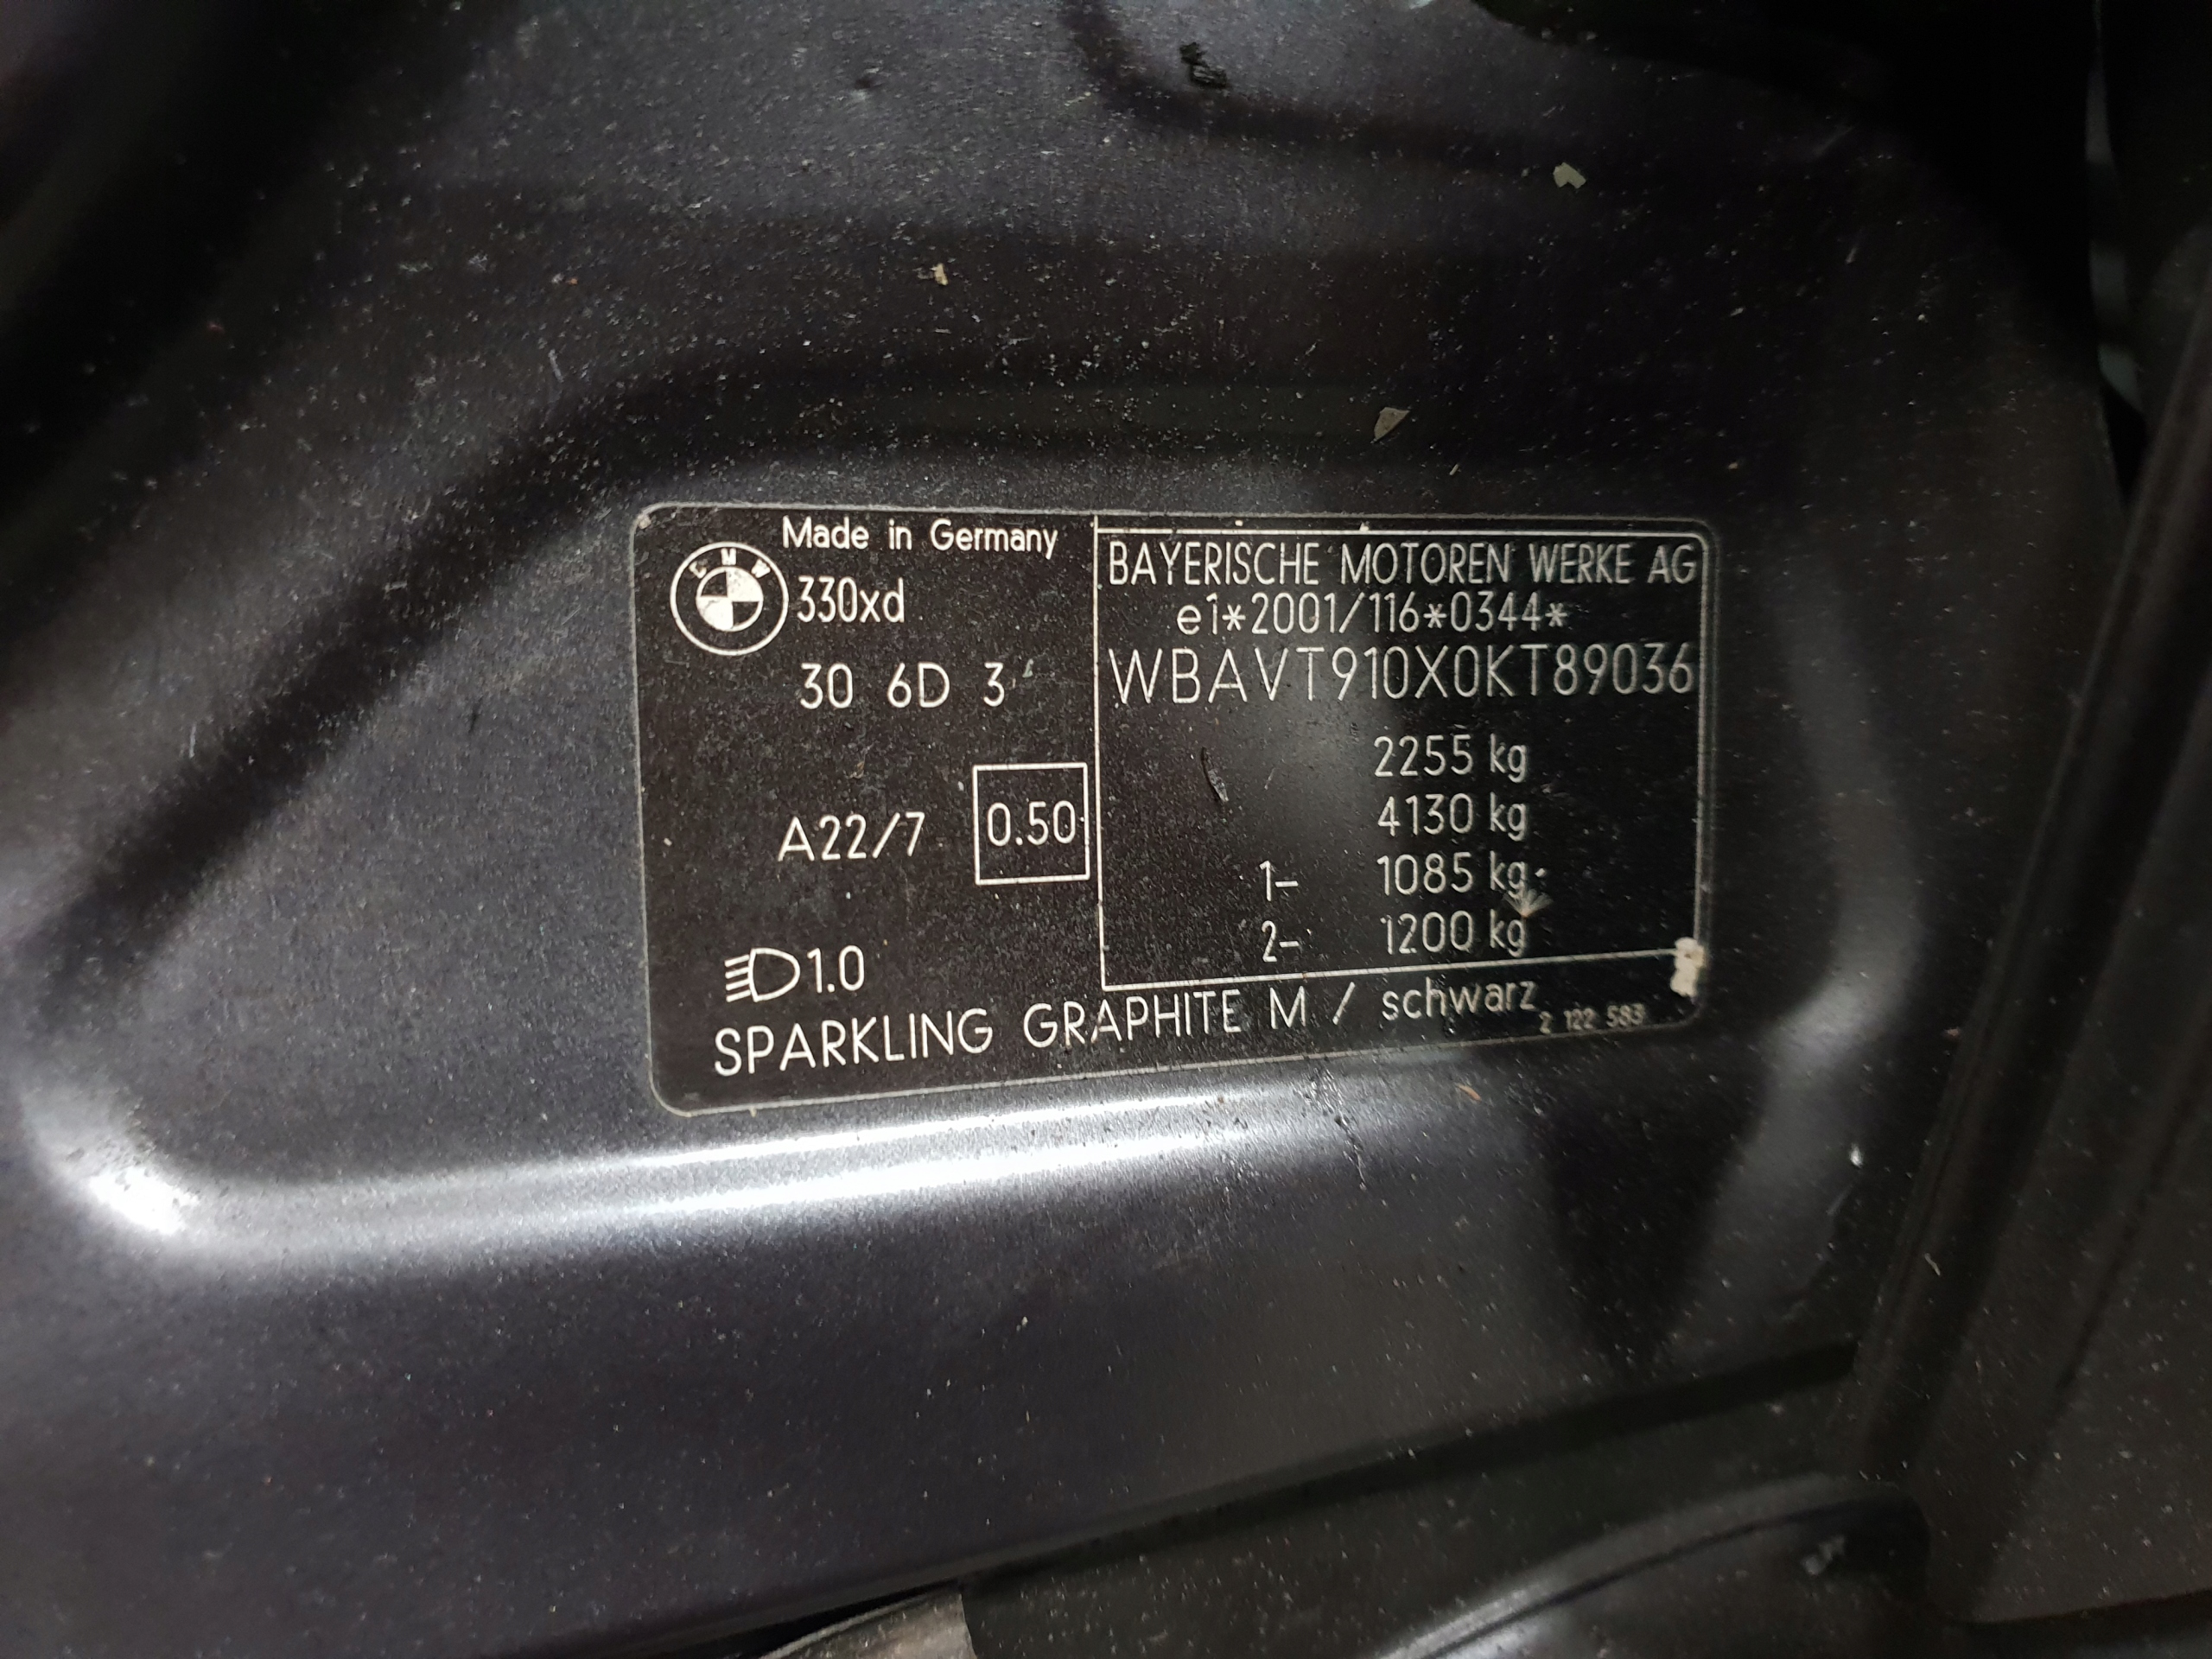 Made in Germany
BMW
330xd
30 6D 3
A22/7
0.50
1.0
BAYERISCHE MOTOREN WERKE AG
e1*2001/116*0344*
WBAVT910X0KT89036
2255 kg
4130 kg
1- 1085 kg
2- 1200 kg
SPARKLING GRAPHITE M / schwarz
2 122 583